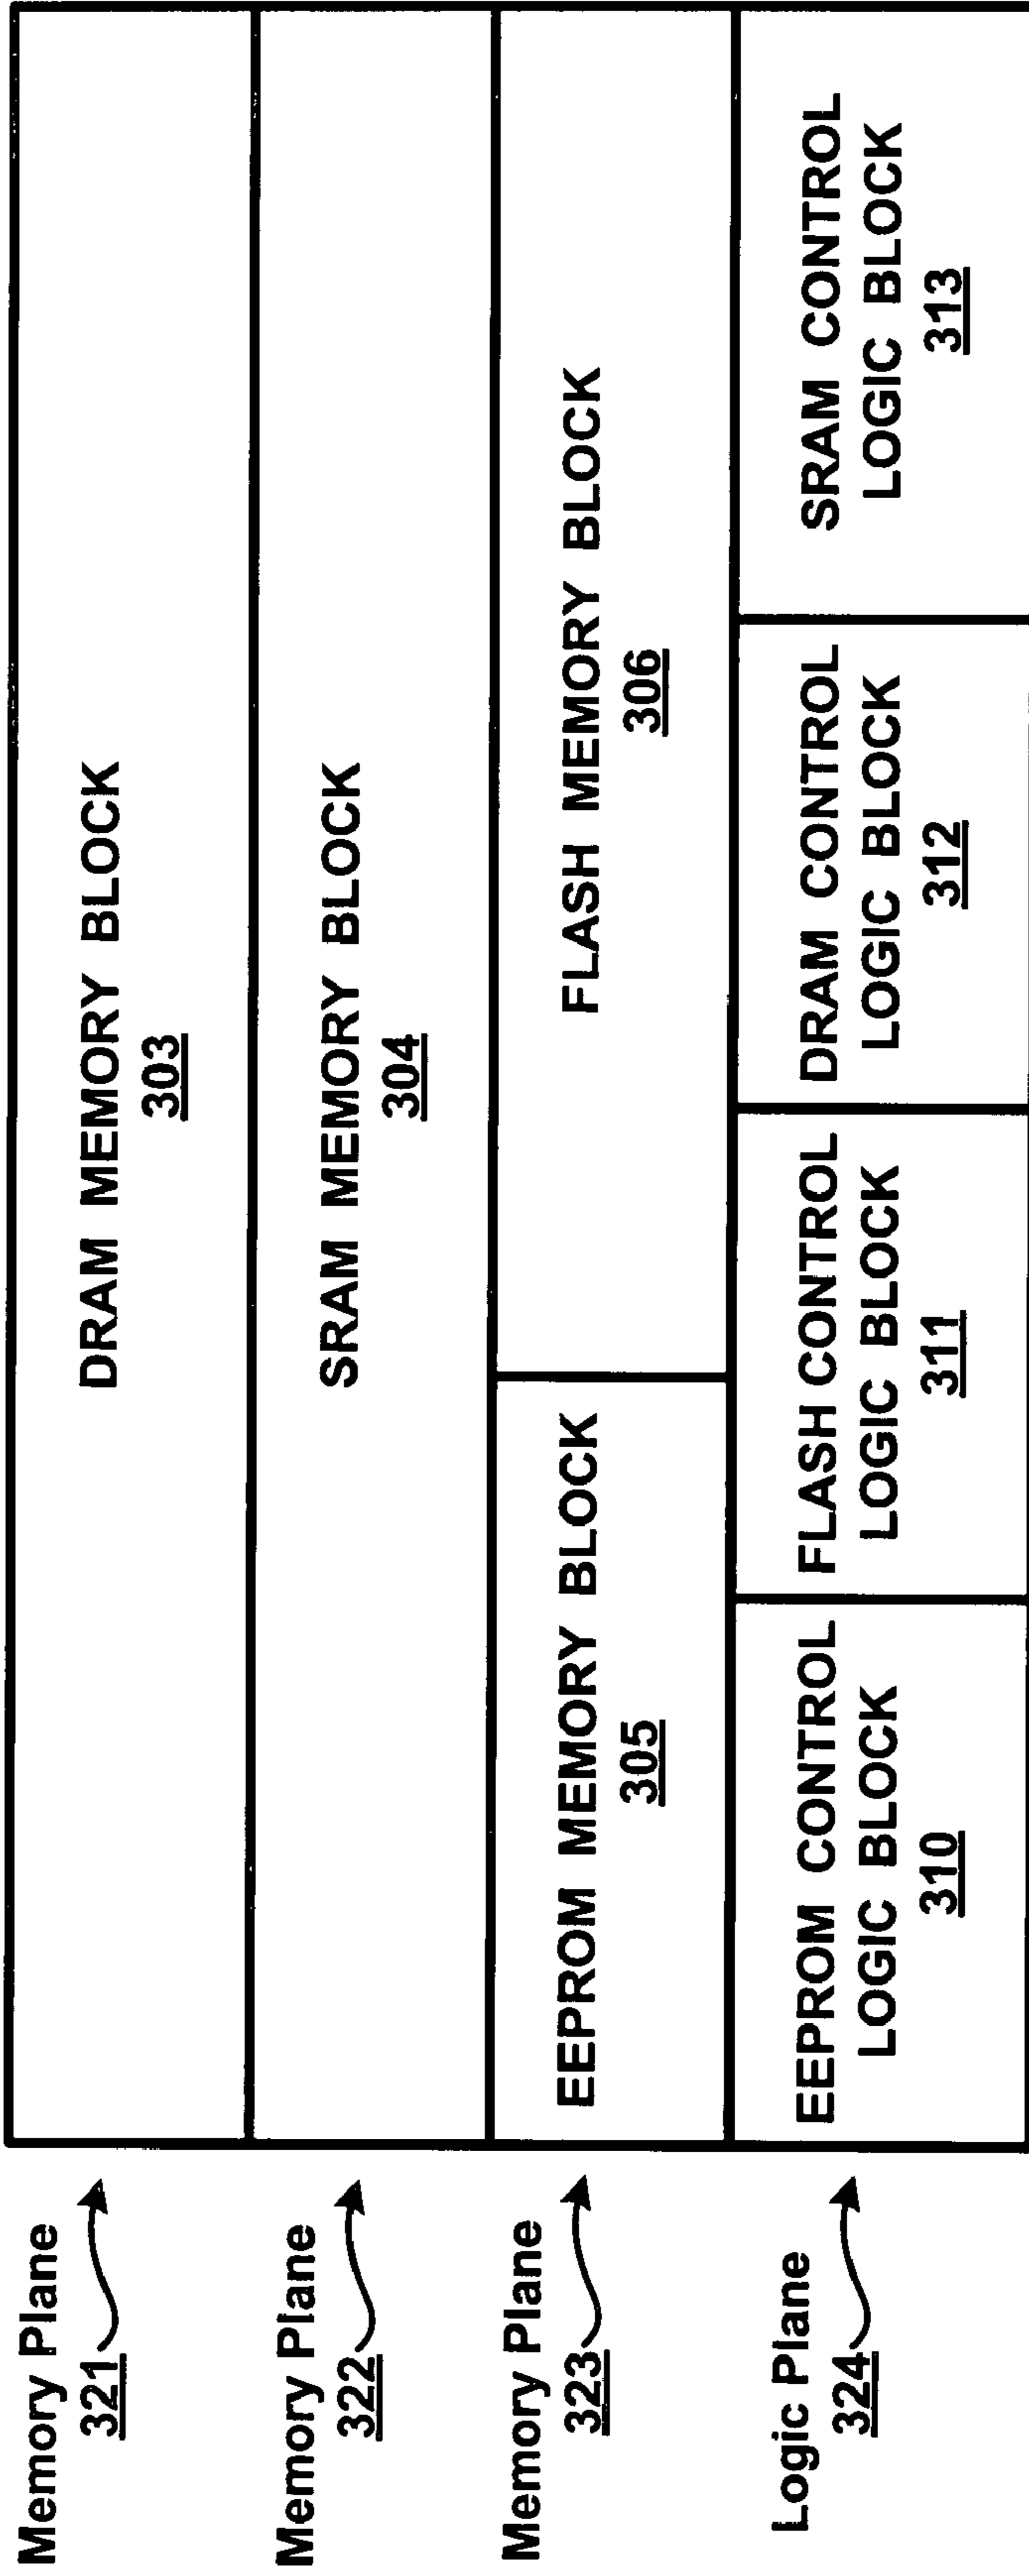 Memory Plane
321
DRAM MEMORY BLOCK
303
Memory Plane
322
SRAM MEMORY BLOCK
304
Memory Plane
323
EEPROM MEMORY BLOCK
305
FLASH MEMORY BLOCK
306
Logic Plane
324
EEPROM CONTROL
LOGIC BLOCK
310
FLASH CONTROL
LOGIC BLOCK
311
DRAM CONTROL
LOGIC BLOCK
312
SRAM CONTROL
LOGIC BLOCK
313